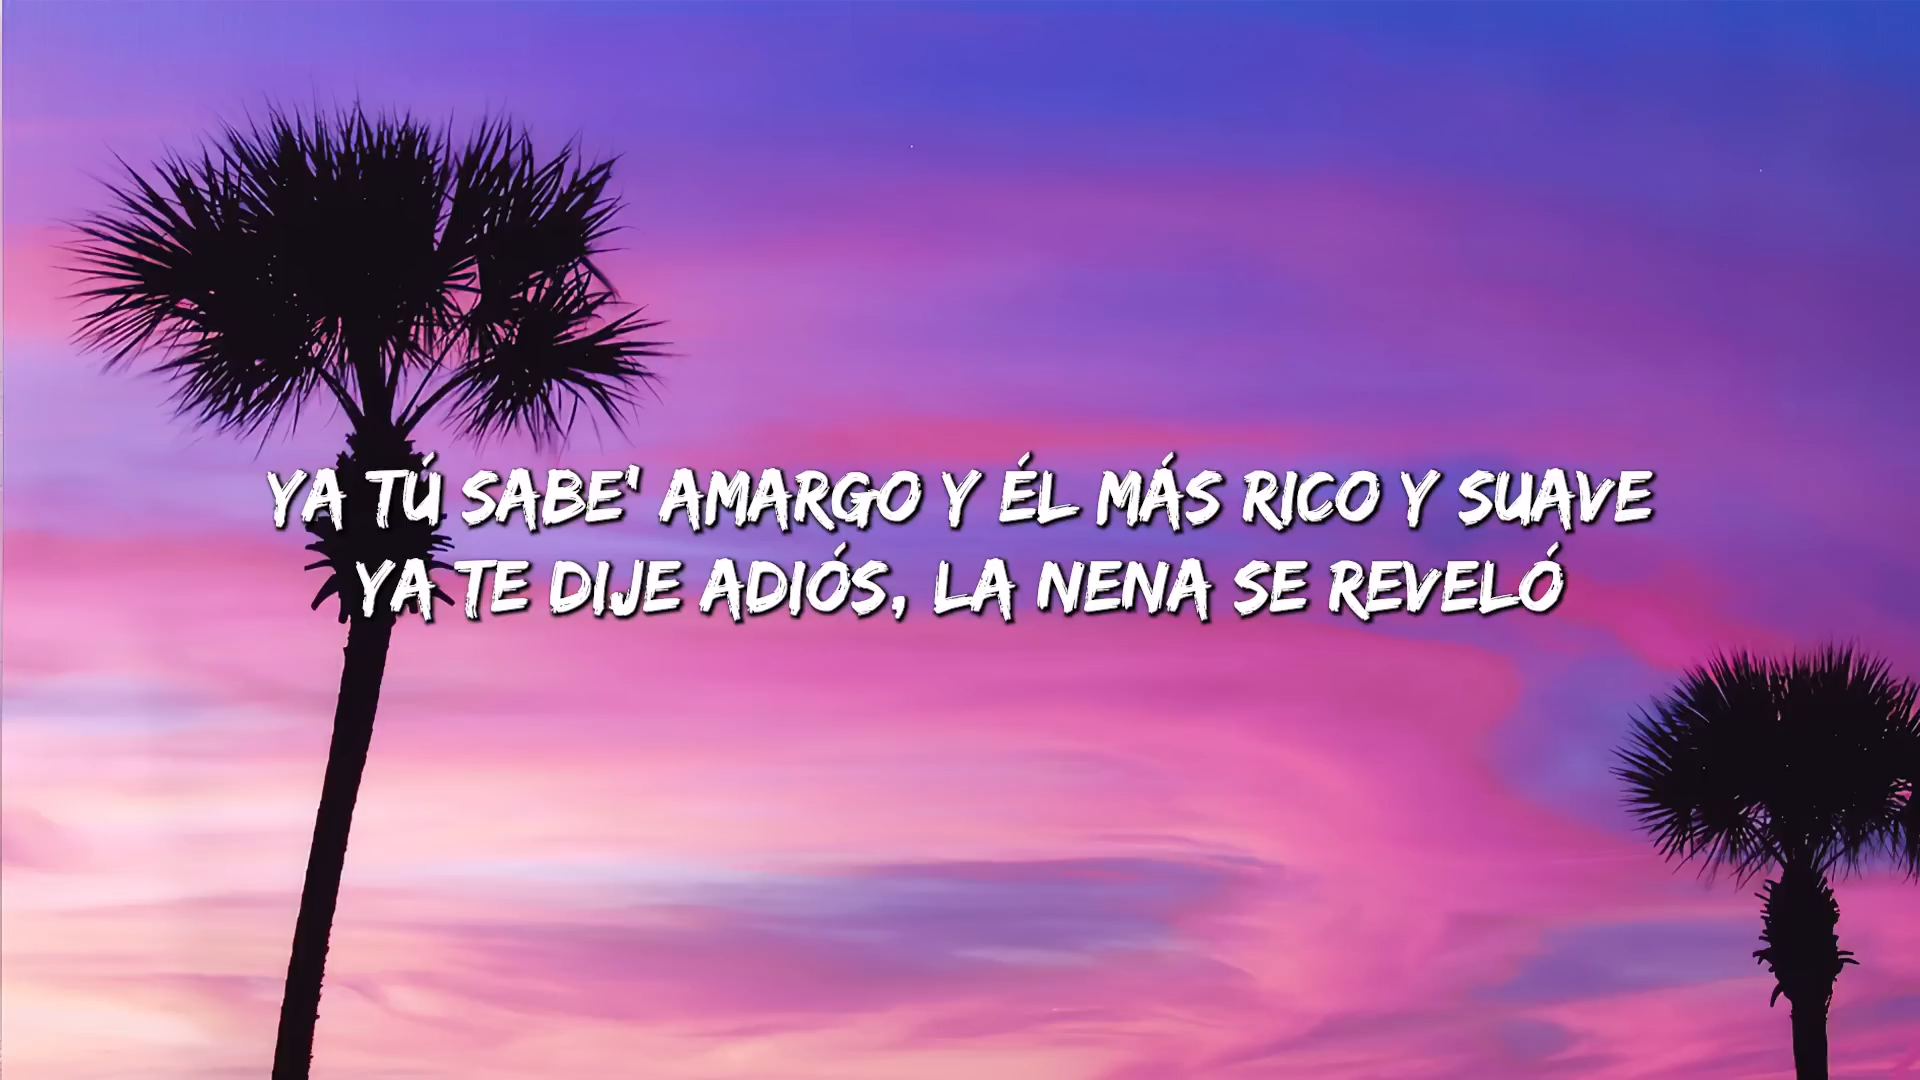 YA TÚ SABE' AMARGO Y ÉL MÁS RICO Y SUAVE
YA TE DIJE ADIÓS, LA NENA SE REVELÓ